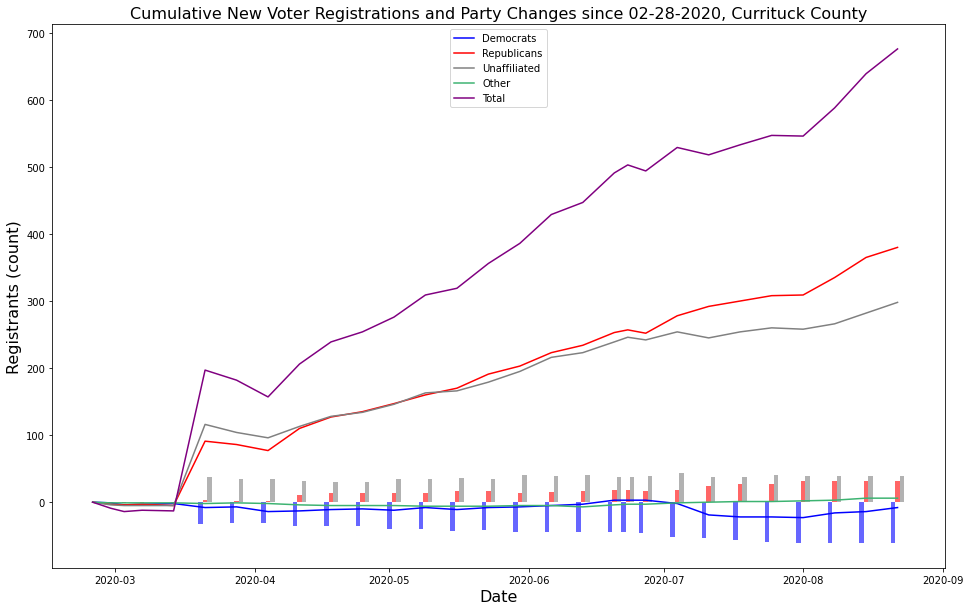 Cumulative New Voter Registrations and Party Changes since 02-28-2020, Currituck County
Democrats
Republicans
Unaffiliated
Other
Total
Registrants (count)
700
600
500
400
300
200
100
0
2020-03
2020-04
2020-05
2020-06
2020-07
2020-08
2020-09
Date